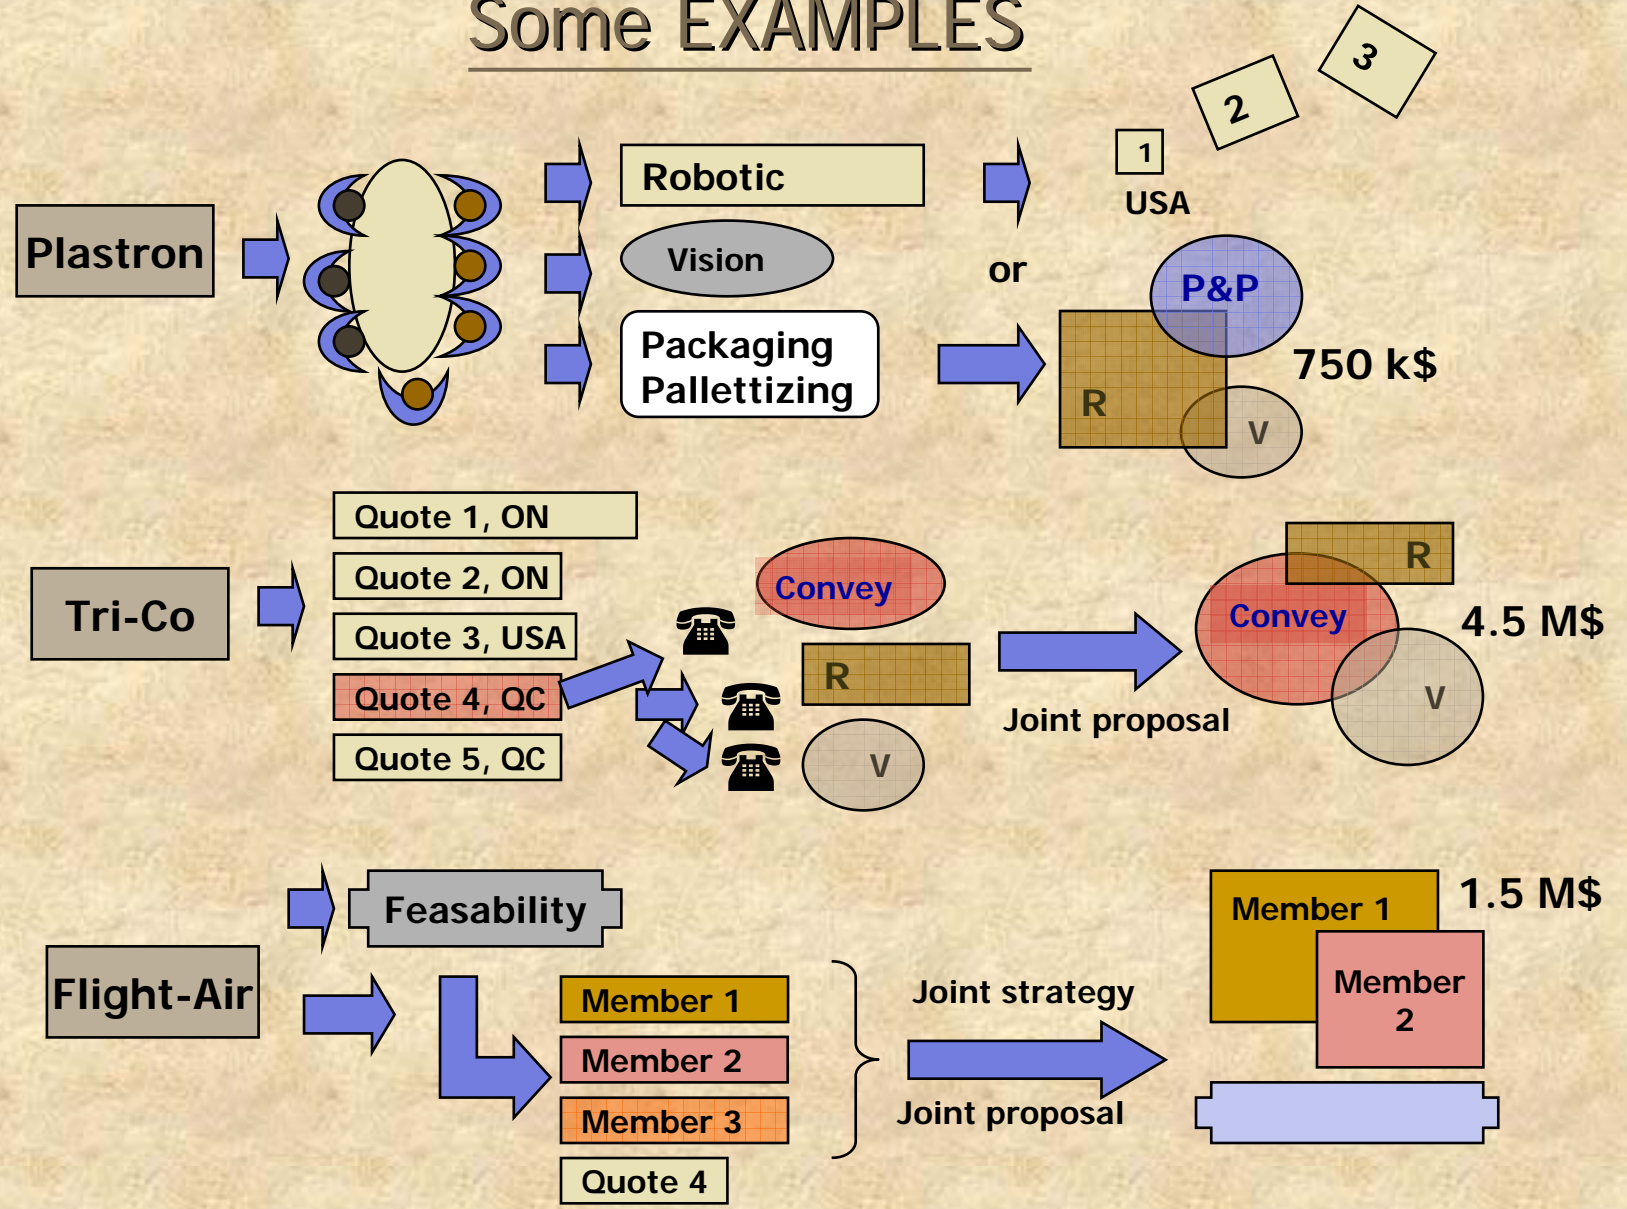 Some EXAMPLES
3
2
1
USA
Plastron
Robotic
Vision
Packaging
Pallettizing
or
P&P
R
V
750 k$
Tri-Co
Quote 1, ON
Quote 2, ON
Quote 3, USA
Quote 4, QC
Quote 5, QC
Convey
R
V
Joint proposal
R
Convey
V
4.5 M$
Flight-Air
Feasability
Member 1
Member 2
Member 3
Quote 4
Joint strategy
Joint proposal
Member 1
Member
2
1.5 M$